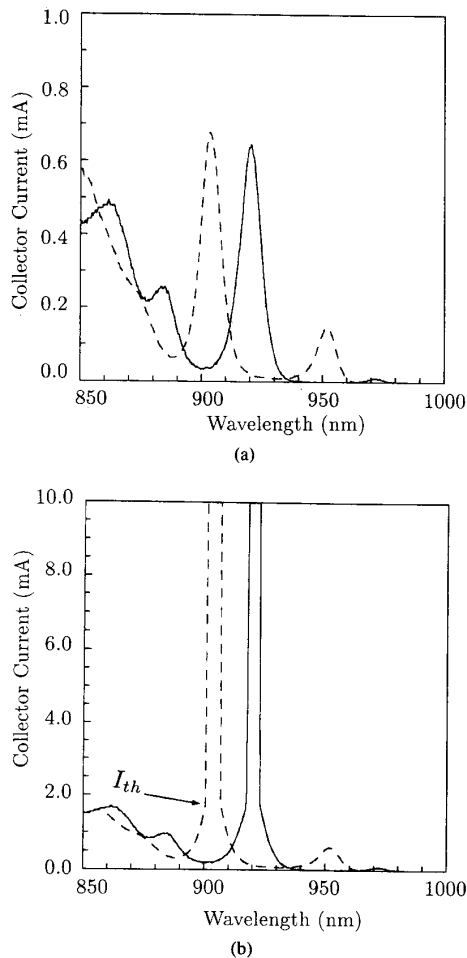 1.0
0.8
0.6
0.4
0.2
0.0
Collector Current (mA)
850 900 950 1000
Wavelength (nm)
(a)
10.0
8.0
6.0
4.0
2.0
0.0
Collector Current (mA)
I_th
850 900 950 1000
Wavelength (nm)
(b)